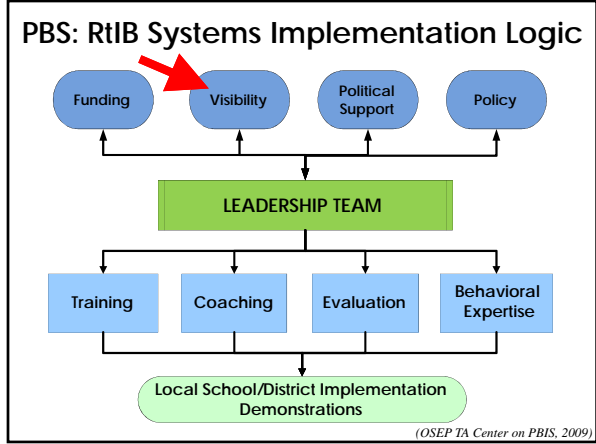 PBS: RtIB Systems Implementation Logic
Funding
Visibility
Political
Support
Policy
LEADERSHIP TEAM
Training
Coaching
Evaluation
Behavioral
Expertise
Local School/District Implementation
Demonstrations
(OSEP TA Center on PBIS, 2009)